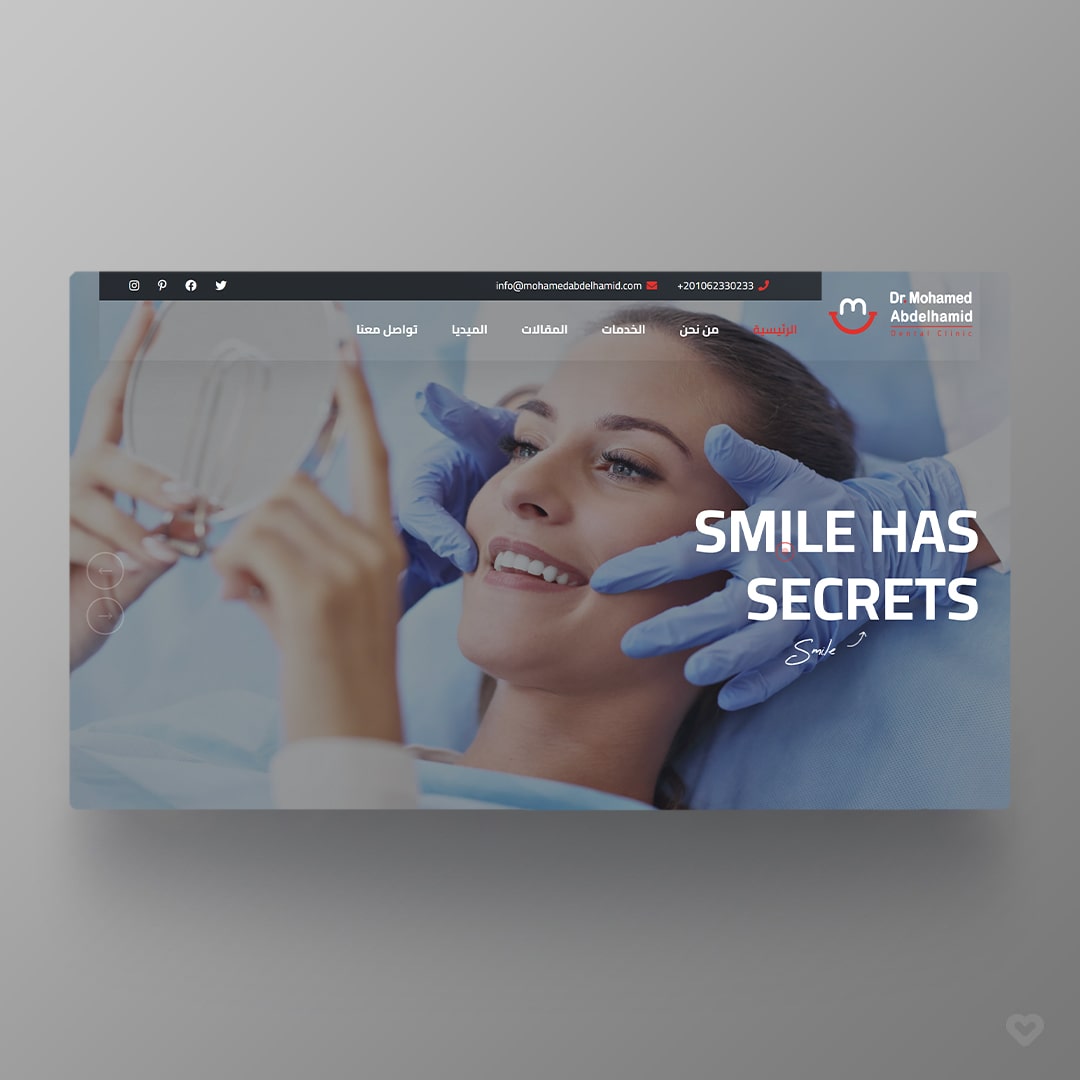 info@mohamedabdelhamid.com
+201062330233
Dr Mohamed
Abdelhamid
Dental Clinic
الرئيسية
من نحن
الخدمات
المقالات
الميديا
تواصل معنا
SMILE HAS
SECRETS
Smile